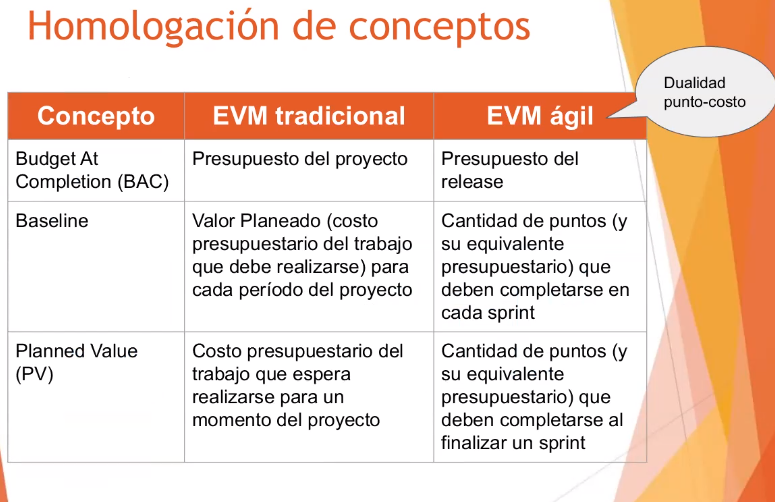 Homologación de conceptos
Dualidad
punto-costo
Concepto
EVM tradicional
EVM ágil
Budget At
Completion (BAC)
Presupuesto del proyecto
Presupuesto del
release
Baseline
Valor Planeado (costo
presupuestario del trabajo
que debe realizarse) para
cada período del proyecto
Cantidad de puntos (y
su equivalente
presupuestario) que
deben completarse en
cada sprint
Planned Value
(PV)
Costo presupuestario del
trabajo que espera
realizarse para un
momento del proyecto
Cantidad de puntos (y
su equivalente
presupuestario) que
deben completarse al
finalizar un sprint